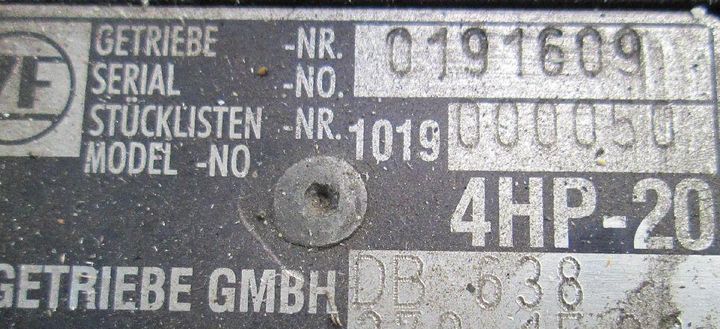 ZF
GETRIEBE -NR. 0191609
SERIAL -NO.
STÜCKLISTEN -NR. 1019 000050
MODEL -NO
4HP-20
GETRIEBE GMBH DB 638